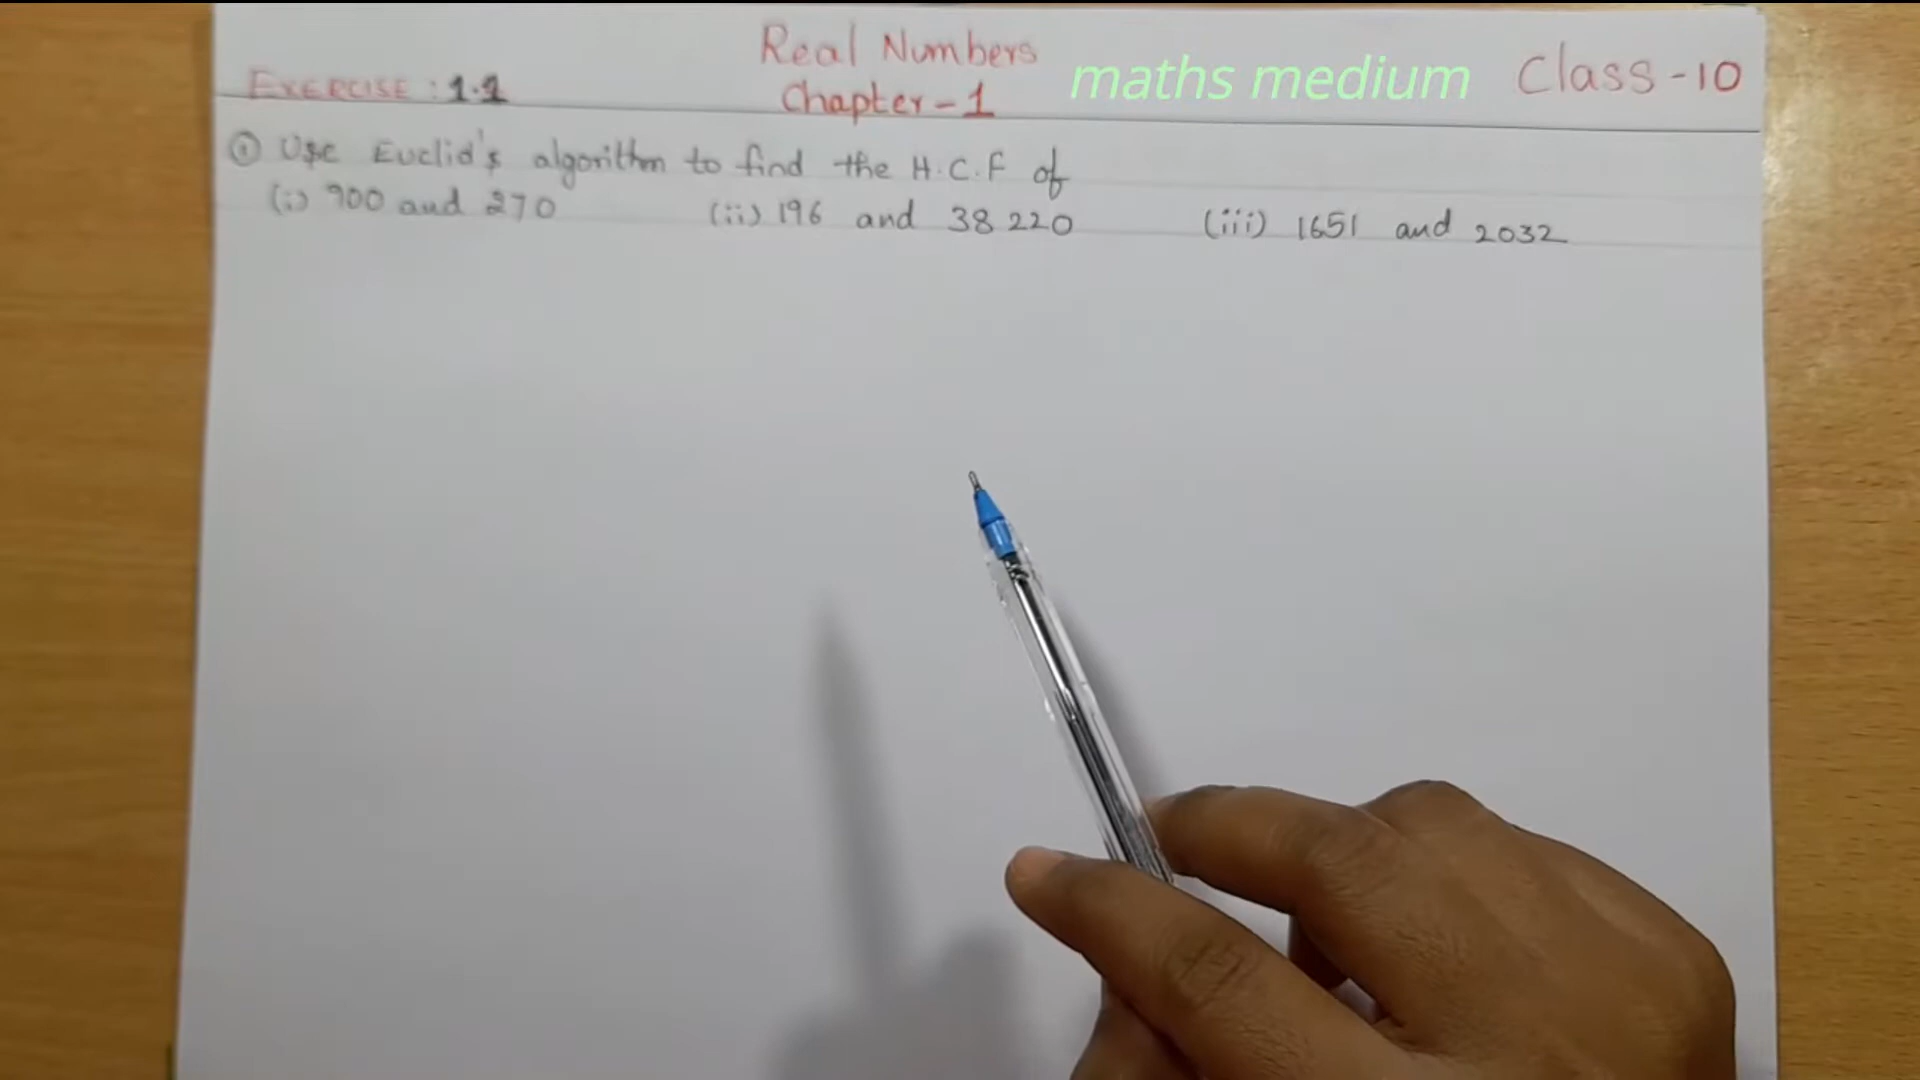 Real Numbers
EXERCISE : 1.1 Chapter - 1 maths medium Class - 10
① Use Euclid's algorithm to find the H.C.F of
(i) 900 and 270 (ii) 196 and 38220 (iii) 1651 and 2032